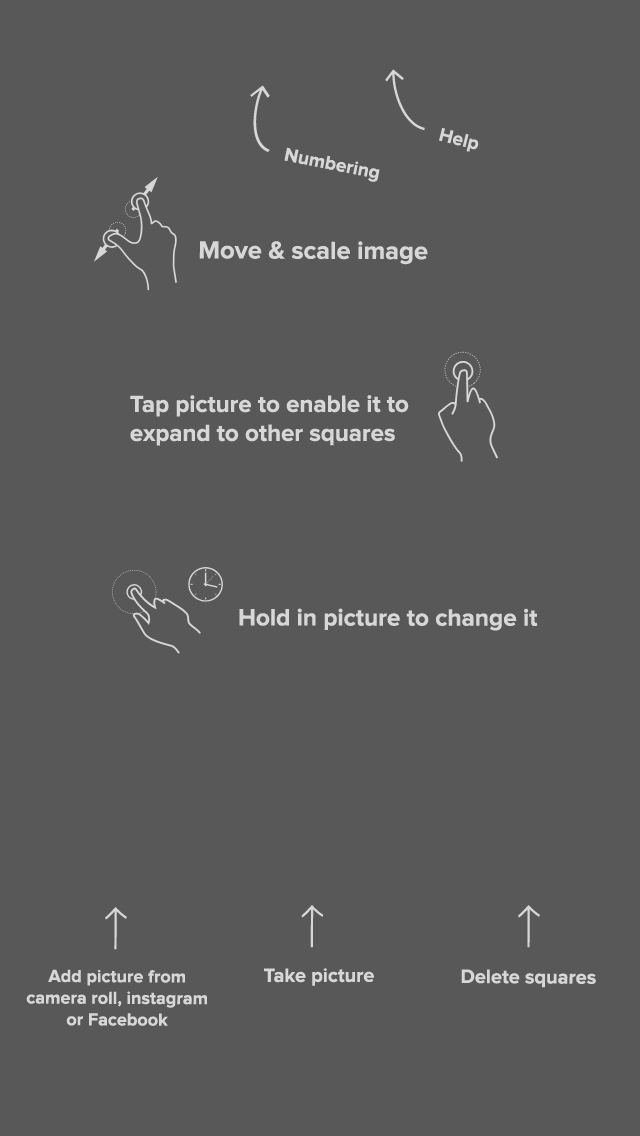 Help
Numbering
Move & scale image
Tap picture to enable it to
expand to other squares
Hold in picture to change it
Add picture from
camera roll, instagram
or Facebook
Take picture
Delete squares